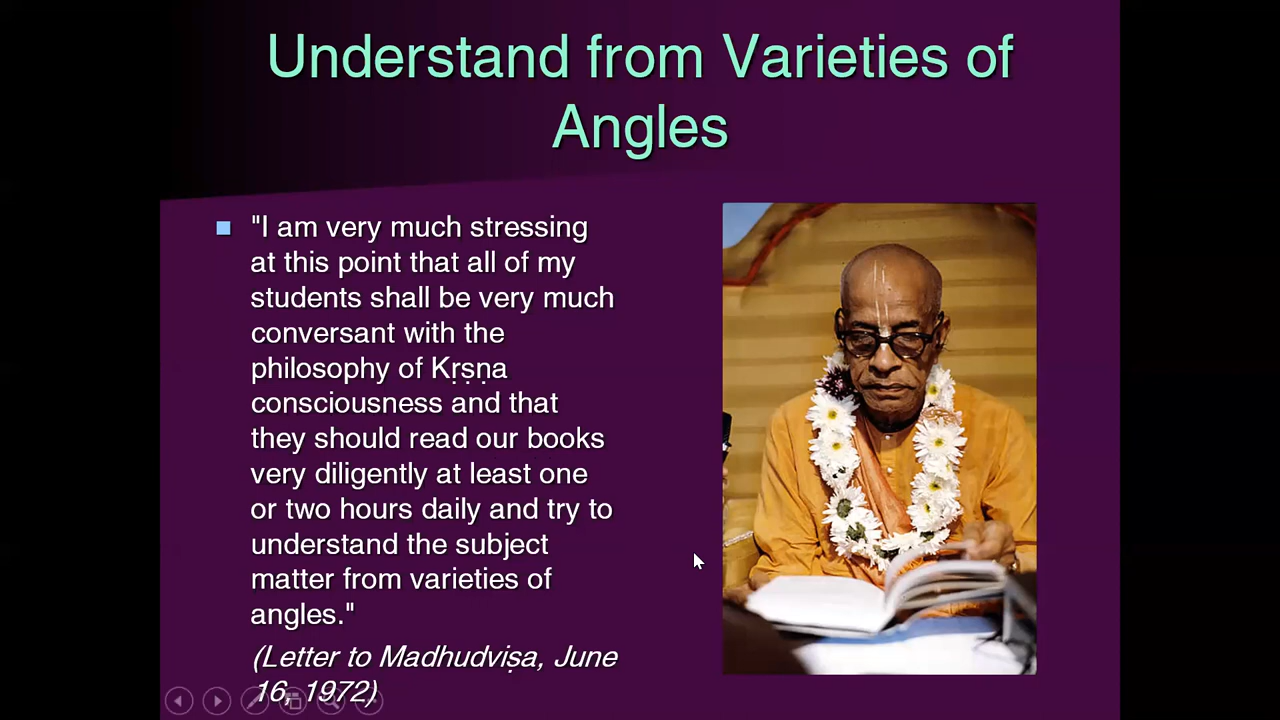 Understand from Varieties of
Angles
"I am very much stressing
at this point that all of my
students shall be very much
conversant with the
philosophy of Kṛṣṇa
consciousness and that
they should read our books
very diligently at least one
or two hours daily and try to
understand the subject
matter from varieties of
angles."
(Letter to Madhudviṣa, June
16, 1972)